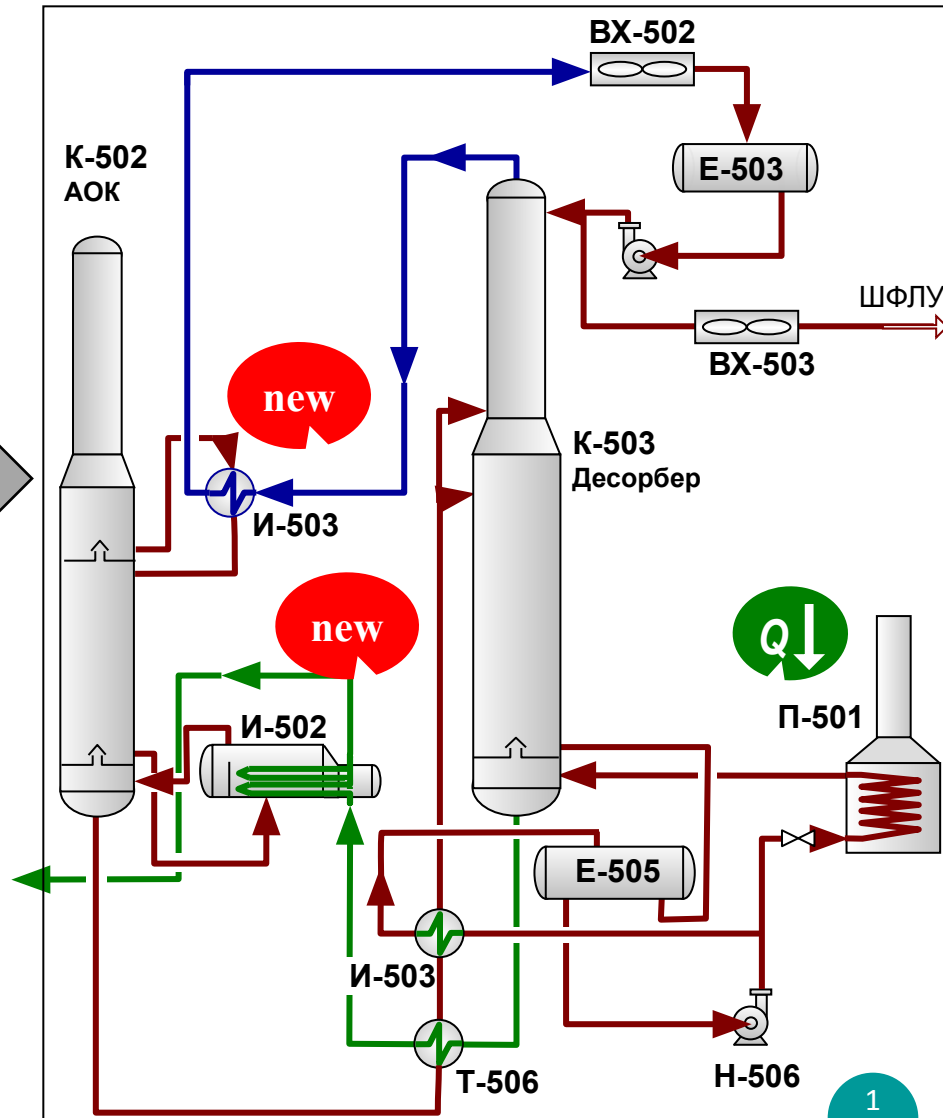 ВХ-502
К-502
АОК
Е-503
ШФЛУ
ВХ-503
new
К-503
Десорбер
И-503
new
Q
П-501
И-502
Е-505
И-503
Т-506
Н-506
1